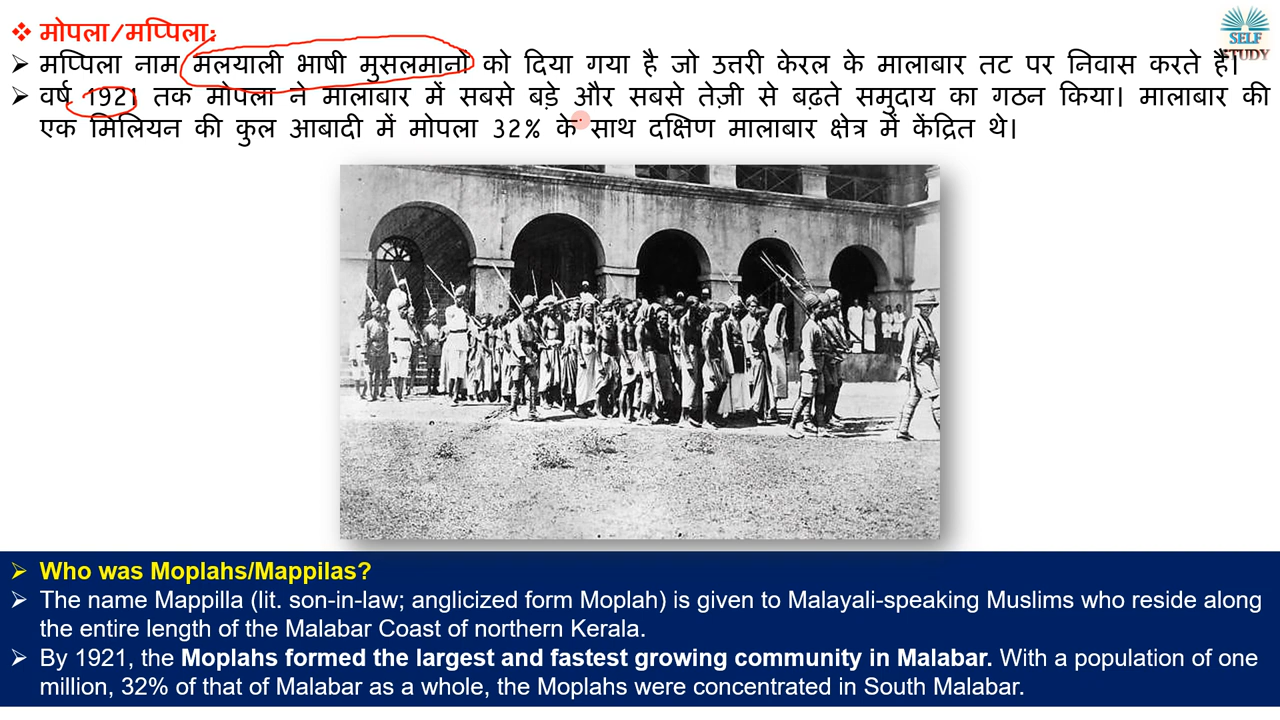 ❖ मोपला/मप्पिला:
SELF
STUDY
➢ मप्पिला नाम मलयाली भाषी मुसलमानों को दिया गया है जो उत्तरी केरल के मालाबार तट पर निवास करते हैं।
➢ वर्ष 1921 तक मोपला ने मालाबार में सबसे बड़े और सबसे तेज़ी से बढ़ते समुदाय का गठन किया। मालाबार की
एक मिलियन की कुल आबादी में मोपला 32% के साथ दक्षिण मालाबार क्षेत्र में केंद्रित थे।
➢ Who was Moplahs/Mappilas?
➢ The name Mappilla (lit. son-in-law; anglicized form Moplah) is given to Malayali-speaking Muslims who reside along
the entire length of the Malabar Coast of northern Kerala.
➢ By 1921, the Moplahs formed the largest and fastest growing community in Malabar. With a population of one
million, 32% of that of Malabar as a whole, the Moplahs were concentrated in South Malabar.